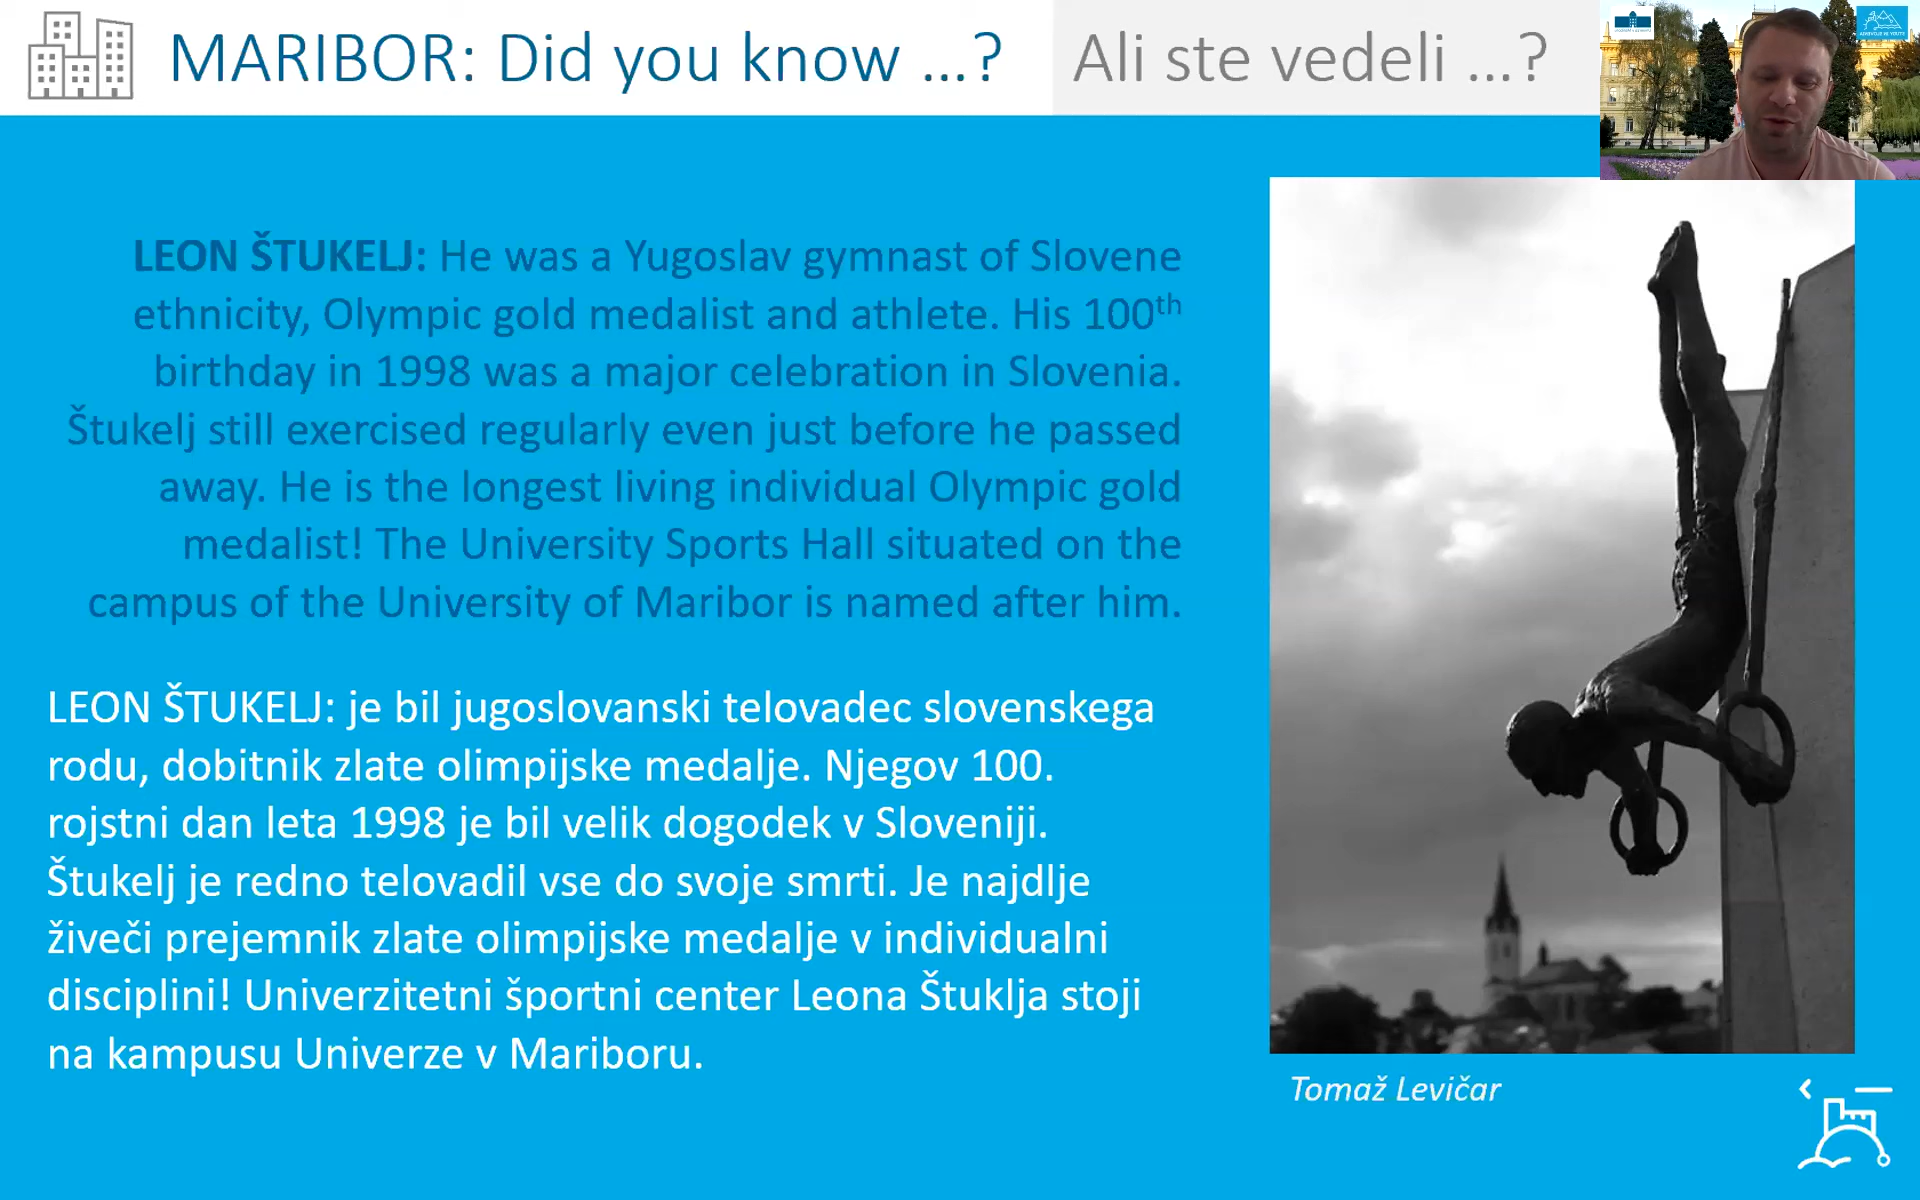 MARIBOR: Did you know ...?
Ali ste vedeli ...?
LEON ŠTUKELJ: He was a Yugoslav gymnast of Slovene
ethnicity, Olympic gold medalist and athlete. His 100th
birthday in 1998 was a major celebration in Slovenia.
Štukelj still exercised regularly even just before he passed
away. He is the longest living individual Olympic gold
medalist! The University Sports Hall situated on the
campus of the University of Maribor is named after him.
LEON ŠTUKELJ: je bil jugoslovanski telovadec slovenskega
rodu, dobitnik zlate olimpijske medalje. Njegov 100.
rojstni dan leta 1998 je bil velik dogodek v Sloveniji.
Štukelj je redno telovadil vse do svoje smrti. Je najdlje
živeči prejemnik zlate olimpijske medalje v individualni
disciplini! Univerzitetni športni center Leona Štuklja stoji
na kampusu Univerze v Mariboru.
Tomaž Levičar